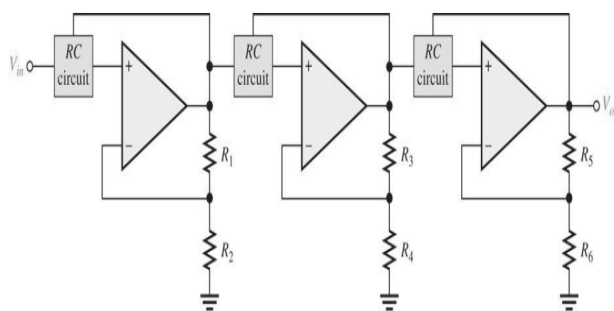 RC
circuit
RC
circuit
RC
circuit
V_in
+
+
+
V_o
−
−
−
R_1
R_3
R_5
R_2
R_4
R_6